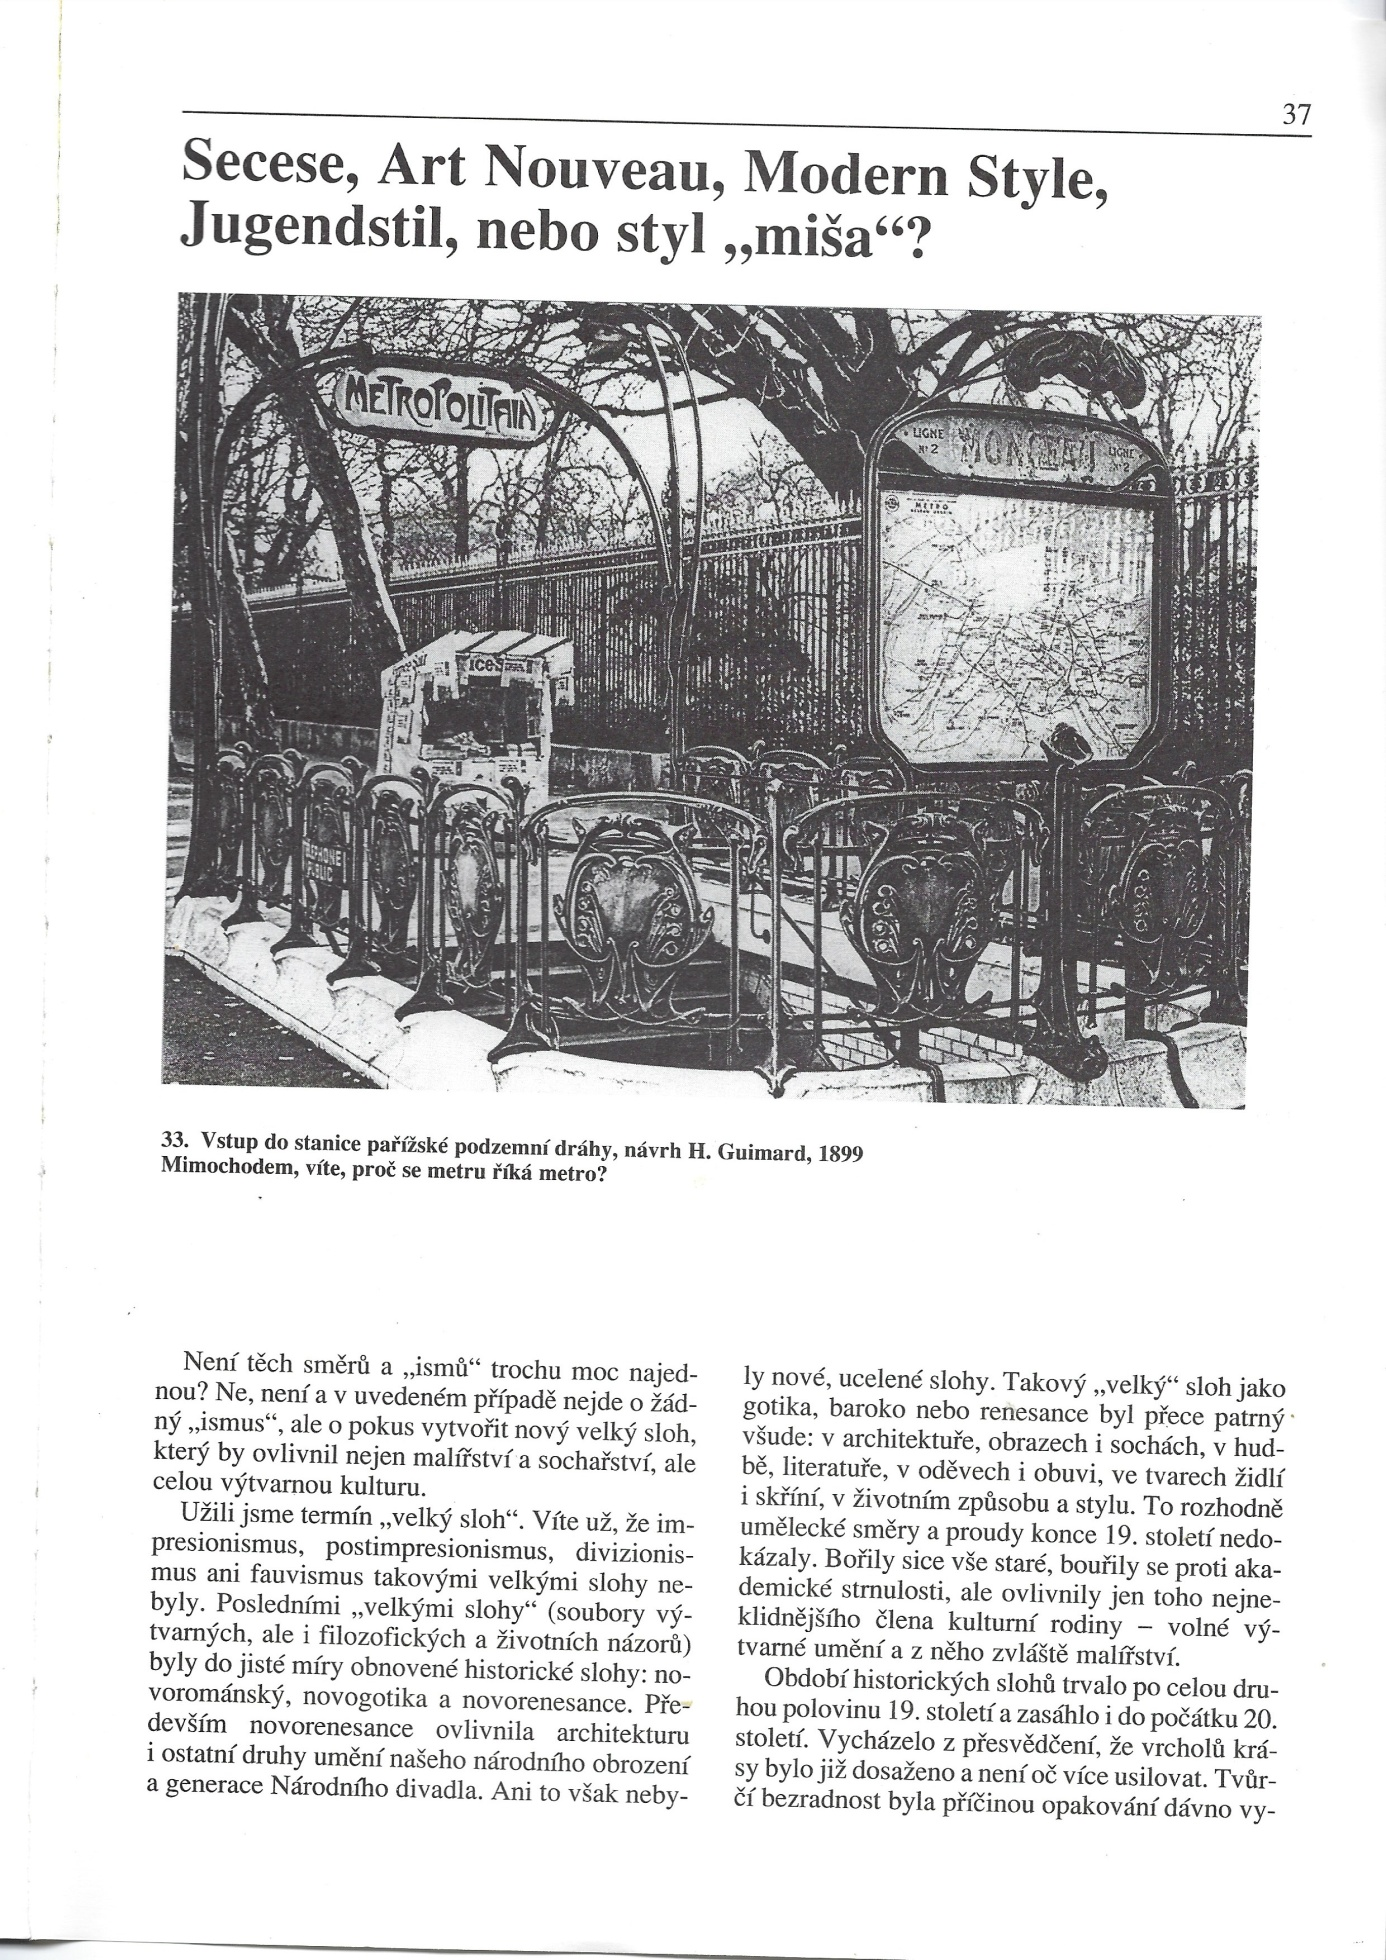 37
Secese, Art Nouveau, Modern Style,
Jugendstil, nebo styl „miša“?
METROPOLITAIN
LIGNE
N° 2
MONCEAU
LIGNE
N° 2
METRO
TELEPHONE
PUBLIC
33. Vstup do stanice pařížské podzemní dráhy, návrh H. Guimard, 1899
Mimochodem, víte, proč se metru říká metro?
Není těch směrů a „ismů“ trochu moc najed-
nou? Ne, není a v uvedeném případě nejde o žád-
ný „ismus“, ale o pokus vytvořit nový velký sloh,
který by ovlivnil nejen malířství a sochařství, ale
celou výtvarnou kulturu.
Užili jsme termín „velký sloh“. Víte už, že im-
presionismus, postimpresionismus, divizionis-
mus ani fauvismus takovými velkými slohy ne-
byly. Posledními „velkými slohy“ (soubory vý-
tvarných, ale i filozofických a životních názorů)
byly do jisté míry obnovené historické slohy: no-
vorománský, novogotika a novorenesance. Pře-
devším novorenesance ovlivnila architekturu
i ostatní druhy umění našeho národního obrození
a generace Národního divadla. Ani to však neby-
ly nové, ucelené slohy. Takový „velký“ sloh jako
gotika, baroko nebo renesance byl přece patrný
všude: v architektuře, obrazech i sochách, v hud-
bě, literatuře, v oděvech i obuvi, ve tvarech židlí
i skříní, v životním způsobu a stylu. To rozhodně
umělecké směry a proudy konce 19. století nedo-
kázaly. Bořily sice vše staré, bouřily se proti aka-
demické strnulosti, ale ovlivnily jen toho nejne-
klidnějšího člena kulturní rodiny – volné vý-
tvarné umění a z něho zvláště malířství.
Období historických slohů trvalo po celou dru-
hou polovinu 19. století a zasáhlo i do počátku 20.
století. Vycházelo z přesvědčení, že vrcholů krá-
sy bylo již dosaženo a není oč více usilovat. Tvůr-
čí bezradnost byla příčinou opakování dávno vy-